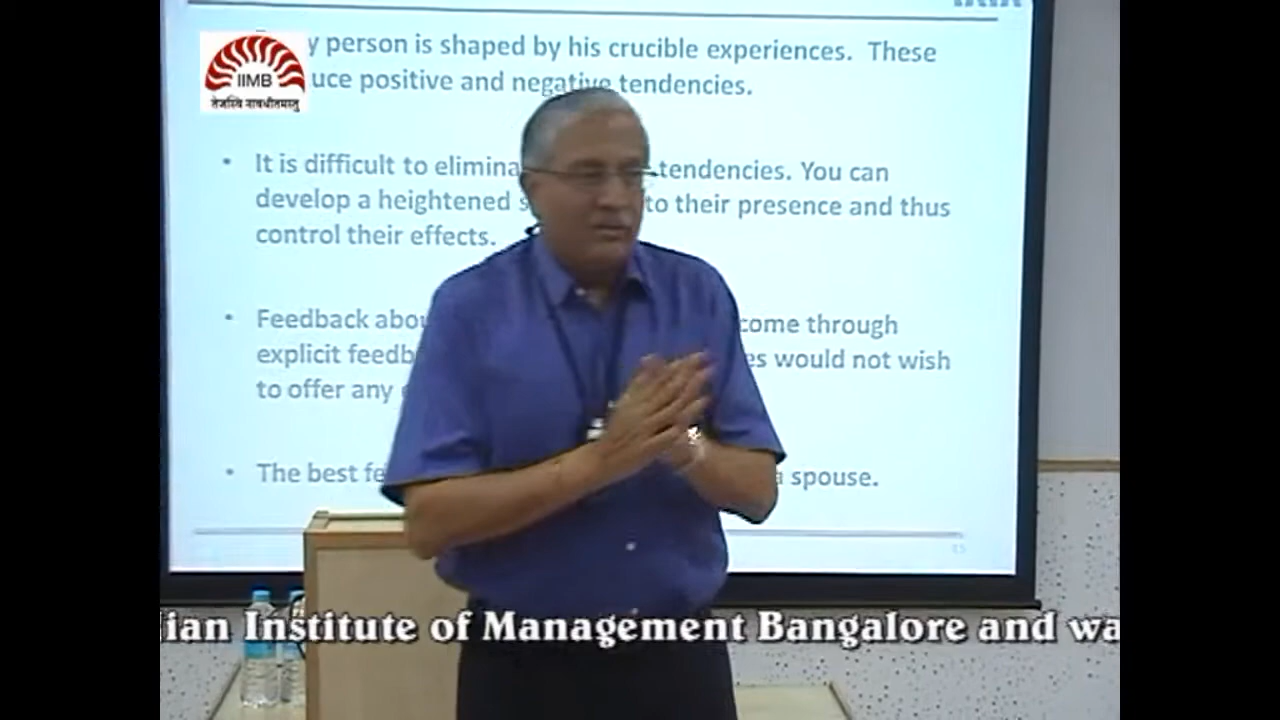 y person is shaped by his crucible experiences. These
uce positive and negative tendencies.
IIMB
तेजस्वि नावधीतमस्तु
• It is difficult to elimina tendencies. You can
develop a heightened s to their presence and thus
control their effects.
• Feedback abou come through
explicit feedb es would not wish
to offer any
• The best fe a spouse.
15
ian Institute of Management Bangalore and wa